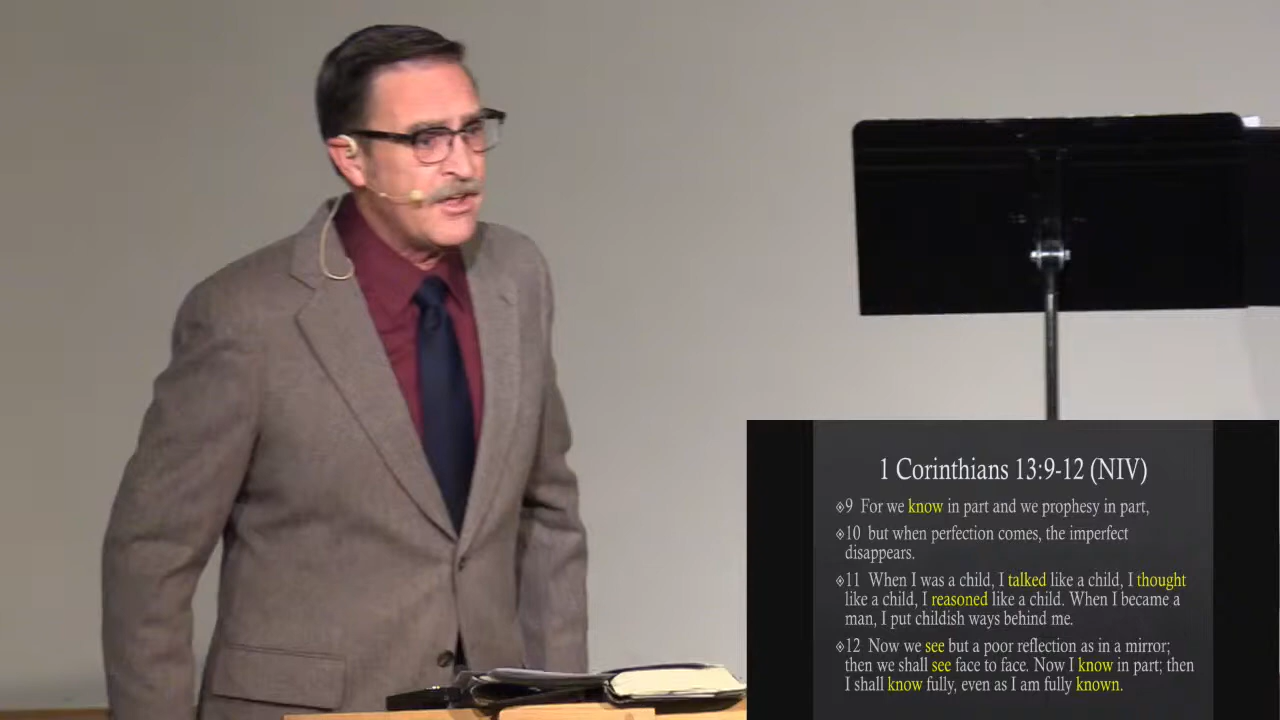 1 Corinthians 13:9-12 (NIV)
9 For we know in part and we prophesy in part,
10 but when perfection comes, the imperfect
disappears.
11 When I was a child, I talked like a child, I thought
like a child, I reasoned like a child. When I became a
man, I put childish ways behind me.
12 Now we see but a poor reflection as in a mirror;
then we shall see face to face. Now I know in part; then
I shall know fully, even as I am fully known.